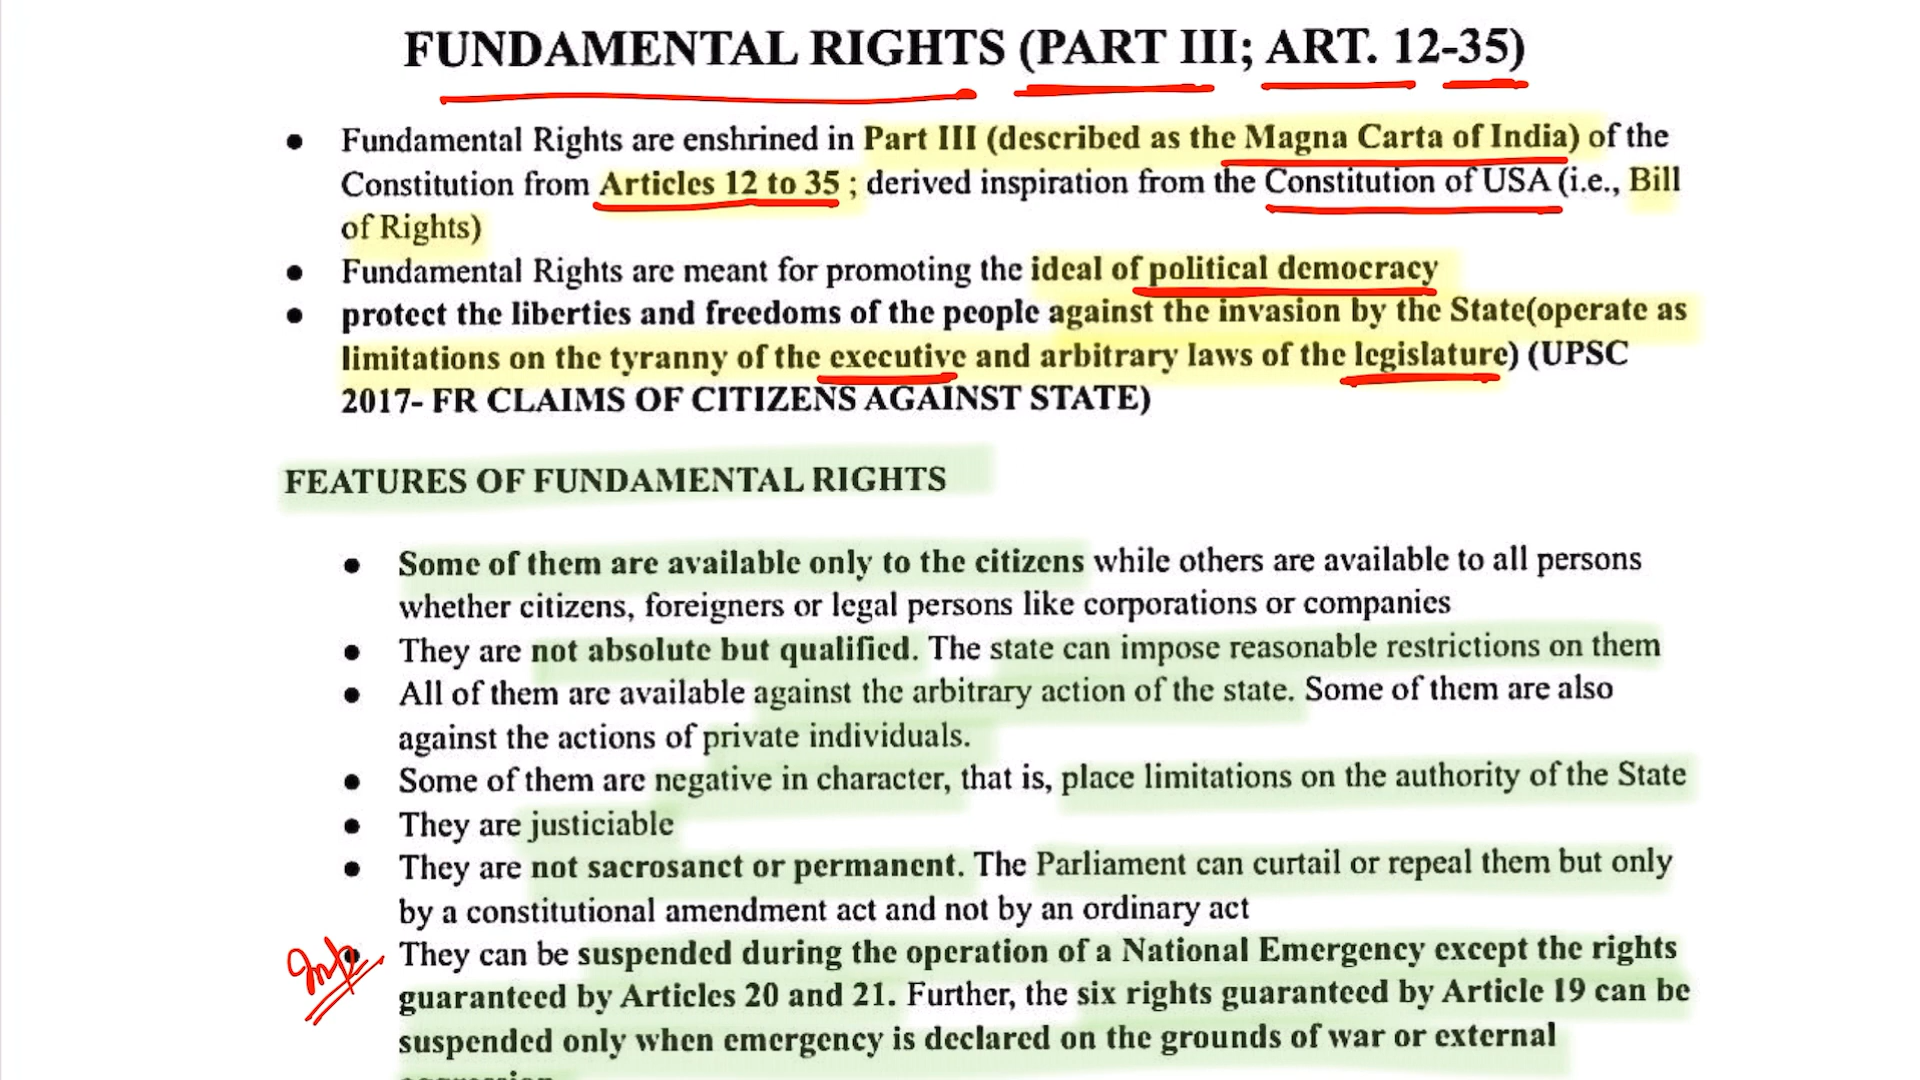 FUNDAMENTAL RIGHTS (PART III; ART. 12-35)
● Fundamental Rights are enshrined in Part III (described as the Magna Carta of India) of the
Constitution from Articles 12 to 35 ; derived inspiration from the Constitution of USA (i.e., Bill
of Rights)
● Fundamental Rights are meant for promoting the ideal of political democracy
● protect the liberties and freedoms of the people against the invasion by the State(operate as
limitations on the tyranny of the executive and arbitrary laws of the legislature) (UPSC
2017- FR CLAIMS OF CITIZENS AGAINST STATE)
FEATURES OF FUNDAMENTAL RIGHTS
● Some of them are available only to the citizens while others are available to all persons
whether citizens, foreigners or legal persons like corporations or companies
● They are not absolute but qualified. The state can impose reasonable restrictions on them
● All of them are available against the arbitrary action of the state. Some of them are also
against the actions of private individuals.
● Some of them are negative in character, that is, place limitations on the authority of the State
● They are justiciable
● They are not sacrosanct or permanent. The Parliament can curtail or repeal them but only
by a constitutional amendment act and not by an ordinary act
Imp ● They can be suspended during the operation of a National Emergency except the rights
guaranteed by Articles 20 and 21. Further, the six rights guaranteed by Article 19 can be
suspended only when emergency is declared on the grounds of war or external